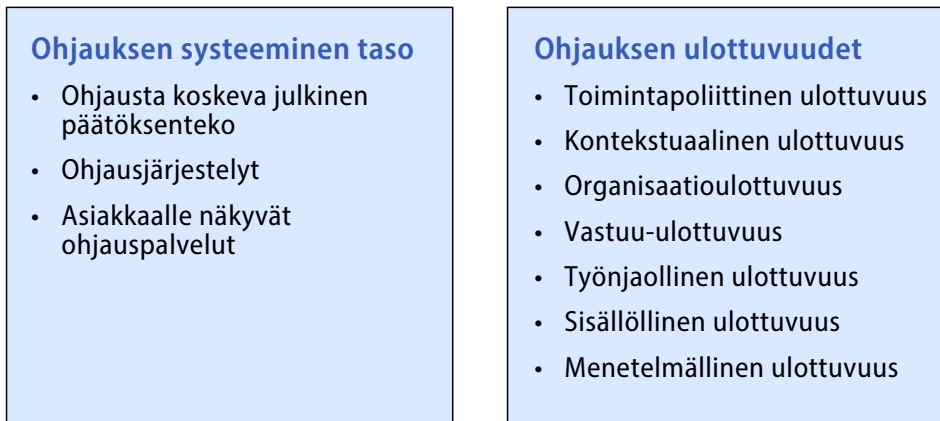 Ohjauksen systeeminen taso
• Ohjausta koskeva julkinen
päätöksenteko
• Ohjausjärjestelyt
• Asiakkaalle näkyvät
ohjauspalvelut
Ohjauksen ulottuvuudet
• Toimintapoliittinen ulottuvuus
• Kontekstuaalinen ulottuvuus
• Organisaatioulottuvuus
• Vastuu-ulottuvuus
• Työnjaollinen ulottuvuus
• Sisällöllinen ulottuvuus
• Menetelmällinen ulottuvuus